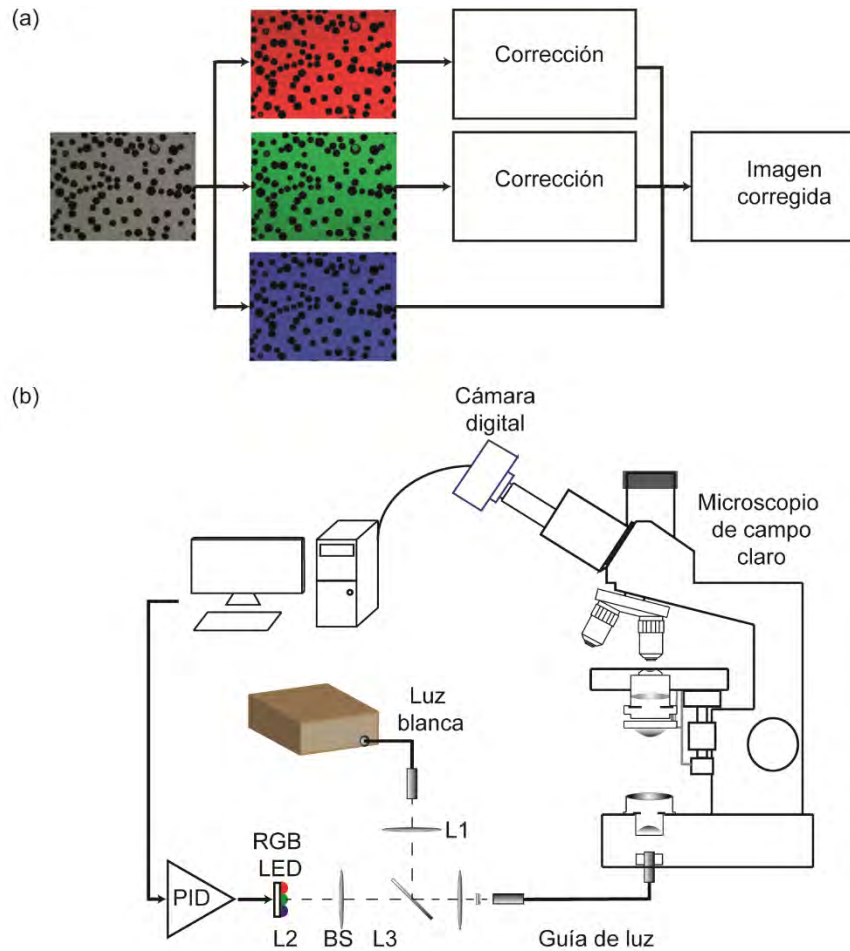 (a)
Corrección
Corrección
Imagen
corregida
(b)
Cámara
digital
Microscopio
de campo
claro
Luz
blanca
L1
RGB
LED
PID
L2
BS
L3
Guía de luz